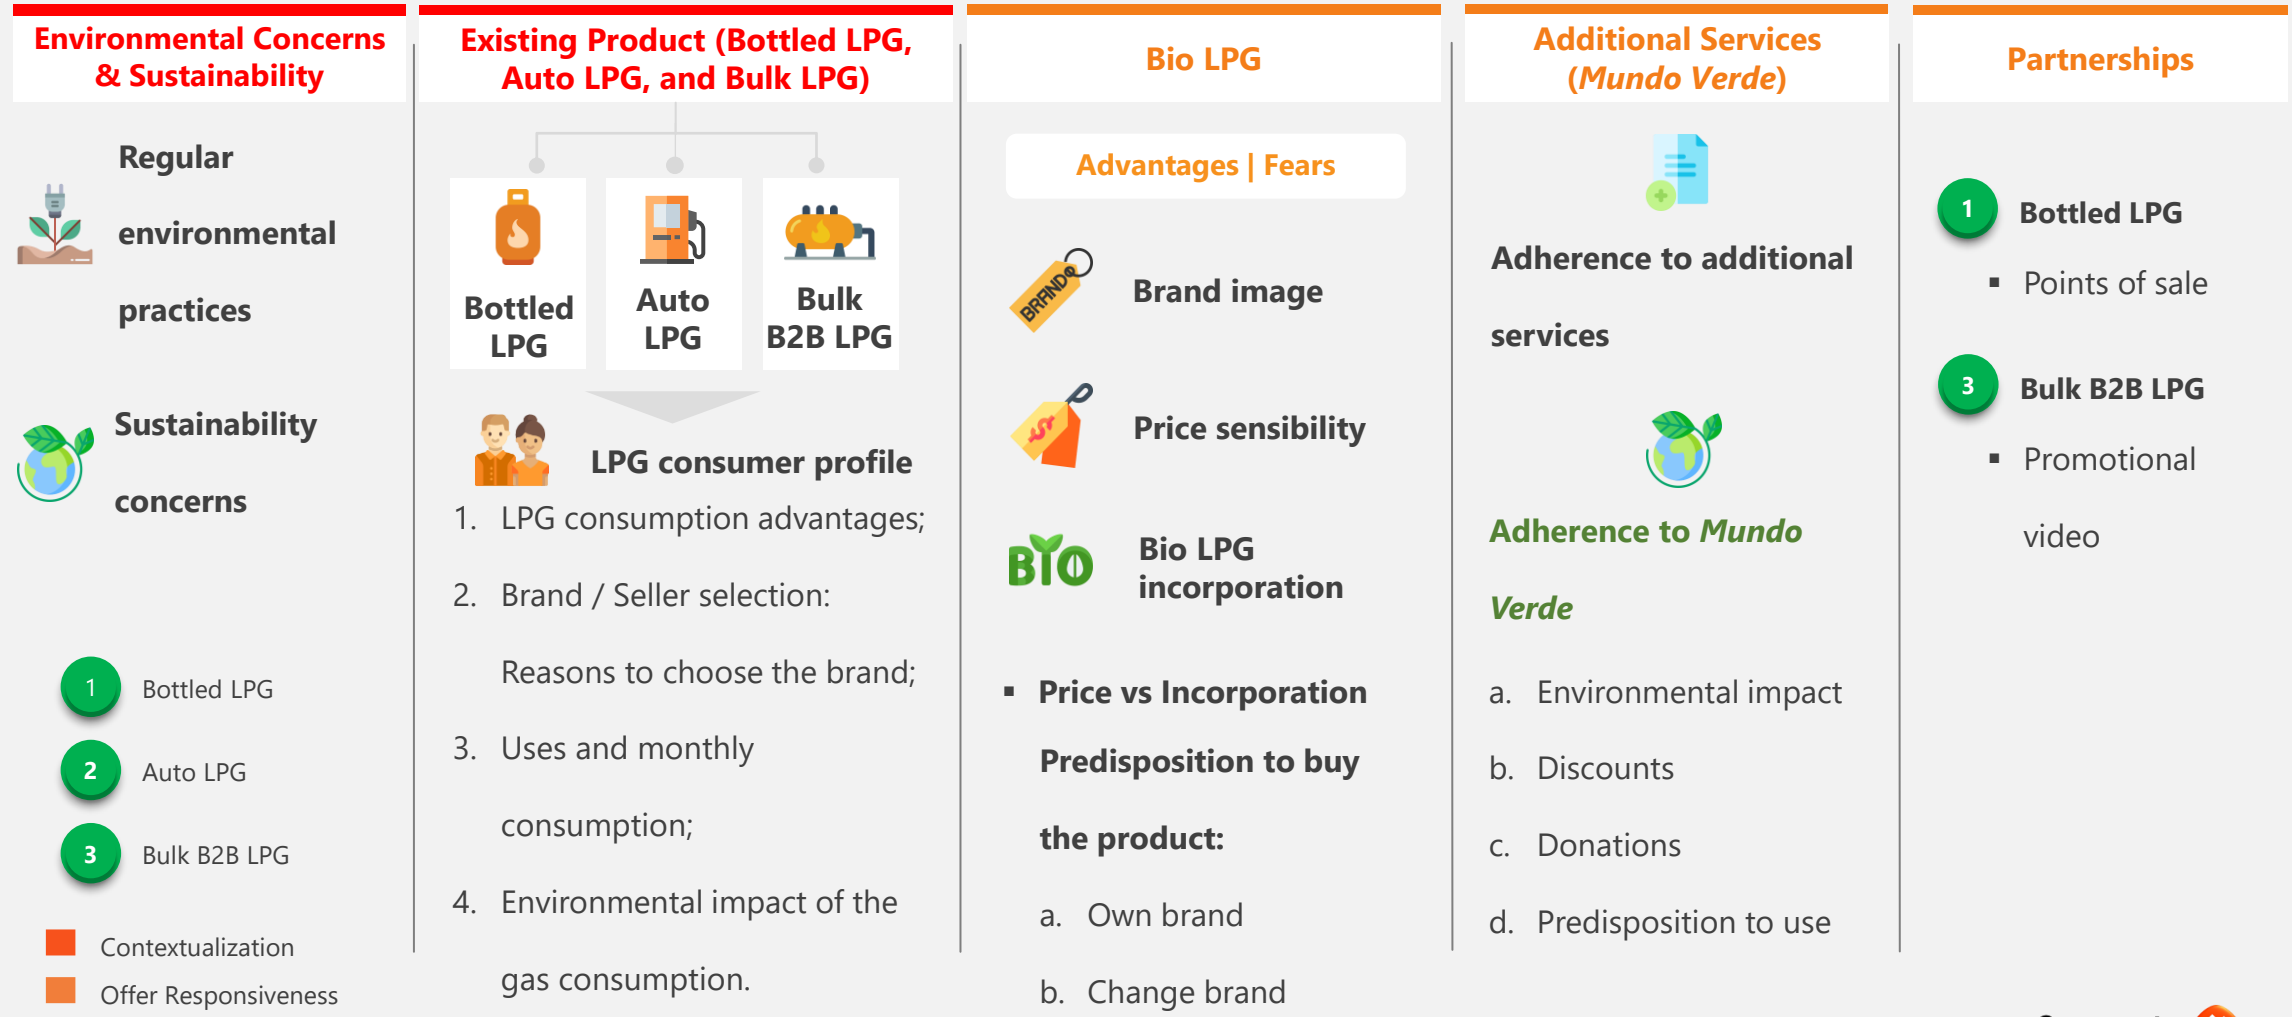 Environmental Concerns
& Sustainability
Regular
environmental
practices
Sustainability
concerns
1 Bottled LPG
2 Auto LPG
3 Bulk B2B LPG
Contextualization
Offer Responsiveness
Existing Product (Bottled LPG,
Auto LPG, and Bulk LPG)
Bottled
LPG
Auto
LPG
Bulk
B2B LPG
LPG consumer profile
1. LPG consumption advantages;
2. Brand / Seller selection:
Reasons to choose the brand;
3. Uses and monthly
consumption;
4. Environmental impact of the
gas consumption.
Bio LPG
Advantages | Fears
BRAND
Brand image
$
Price sensibility
BIO
Bio LPG
incorporation
▪ Price vs Incorporation
Predisposition to buy
the product:
a. Own brand
b. Change brand
Additional Services
(Mundo Verde)
Adherence to additional
services
Adherence to Mundo
Verde
a. Environmental impact
b. Discounts
c. Donations
d. Predisposition to use
Partnerships
1 Bottled LPG
▪ Points of sale
3 Bulk B2B LPG
▪ Promotional
video